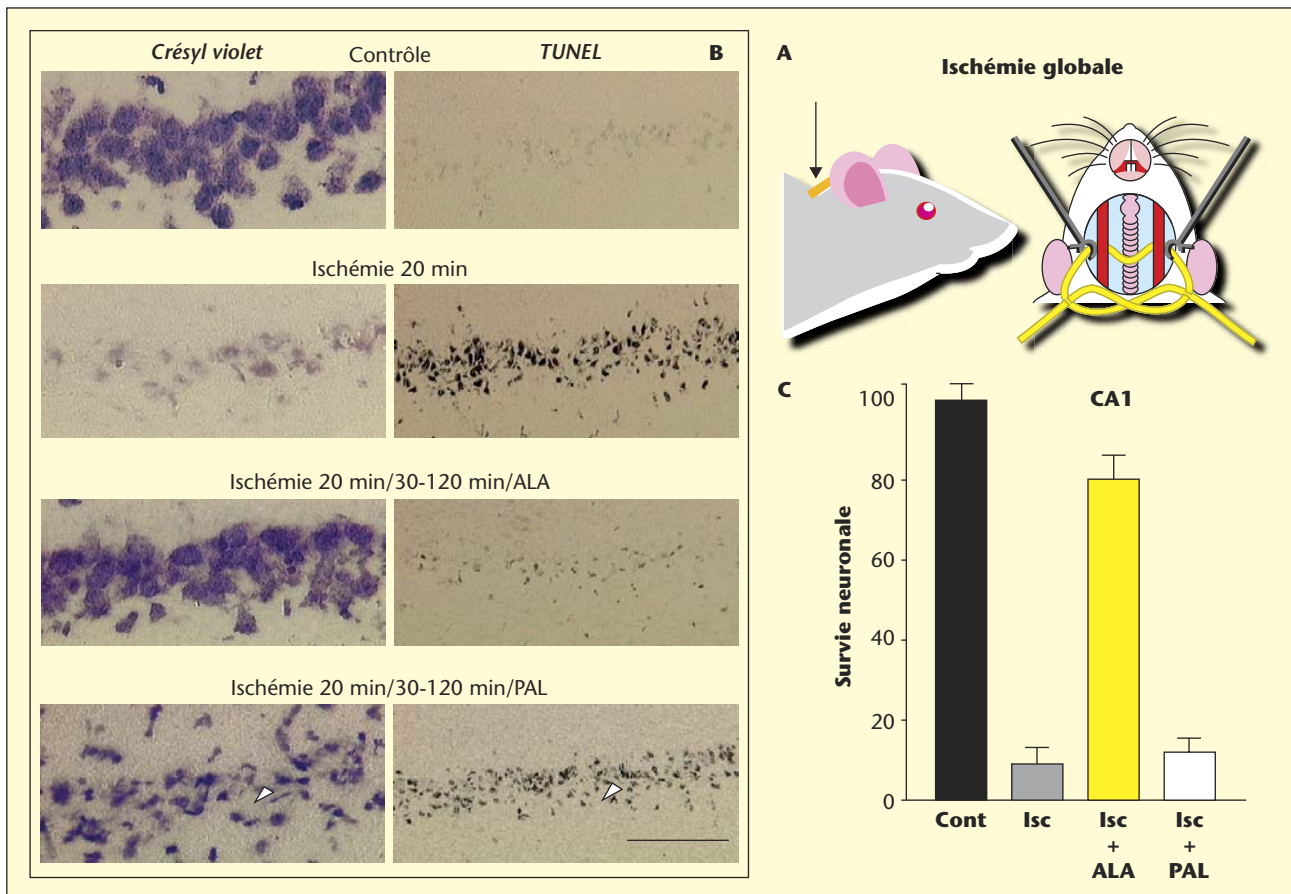 Crésyl violet Contrôle TUNEL B
Ischémie 20 min
Ischémie 20 min/30-120 min/ALA
Ischémie 20 min/30-120 min/PAL
A
Ischémie globale
C
CA1
Survie neuronale
100
80
60
40
20
0
Cont Isc Isc Isc
+ +
ALA PAL